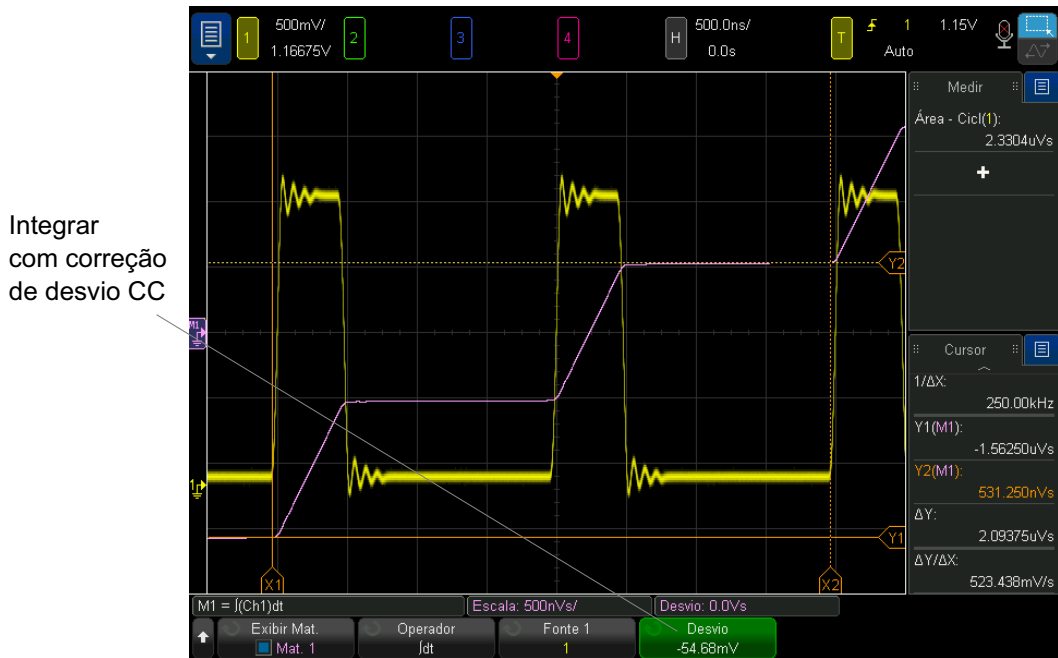 500mV/
1
1.16675V
2
3
4
H
500.0ns/
0.0s
T
1
1.15V
Auto
Medir
Área - Cicl(1):
2.3304uVs
+
Integrar
com correção
de desvio CC
M1
1
Y2
Y1
X1
X2
Cursor
1/ΔX:
250.00kHz
Y1(M1):
-1.56250uVs
Y2(M1):
531.250nVs
ΔY:
2.09375uVs
ΔY/ΔX:
523.438mV/s
M1 = ∫(Ch1)dt
Escala: 500nVs/
Desvio: 0.0Vs
Exibir Mat.
Mat. 1
Operador
∫dt
Fonte 1
1
Desvio
-54.68mV